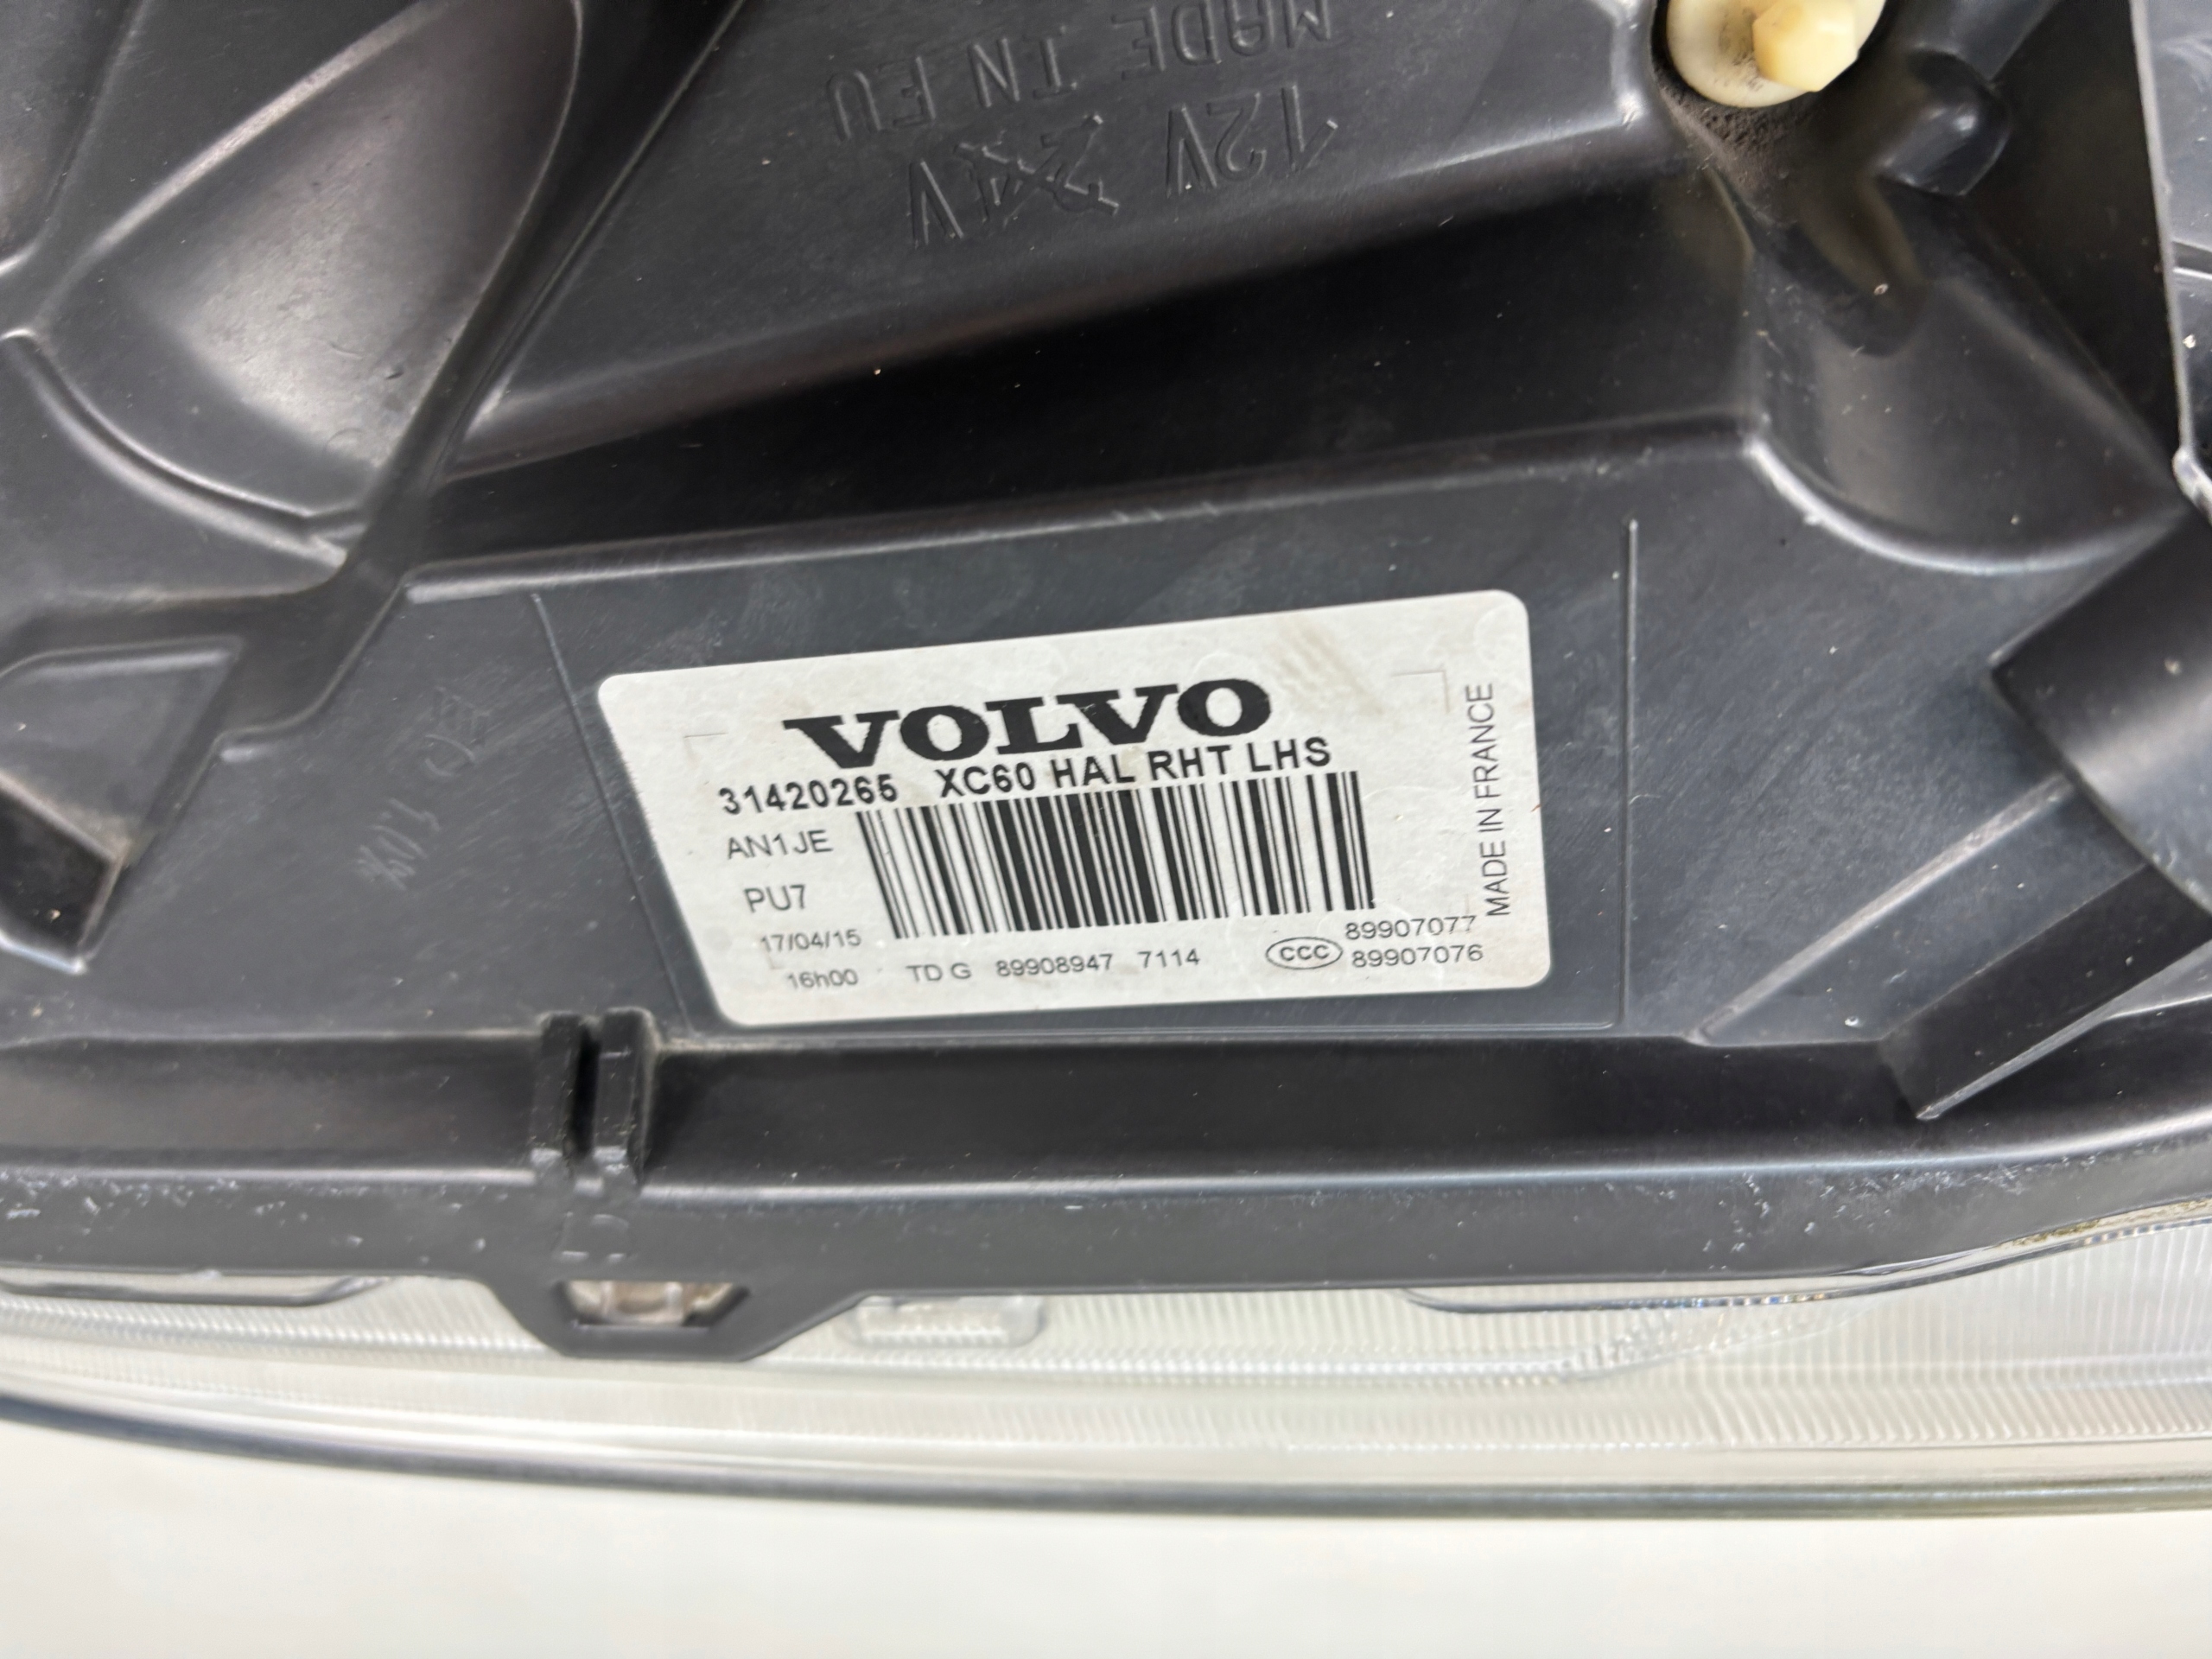 MADE IN EU
12V 24V
VOLVO
31420265 XC60 HAL RHT LHS
AN1JE
PU7
17/04/15
16h00 TD G 89908947 7114
CCC
89907077
89907076
MADE IN FRANCE